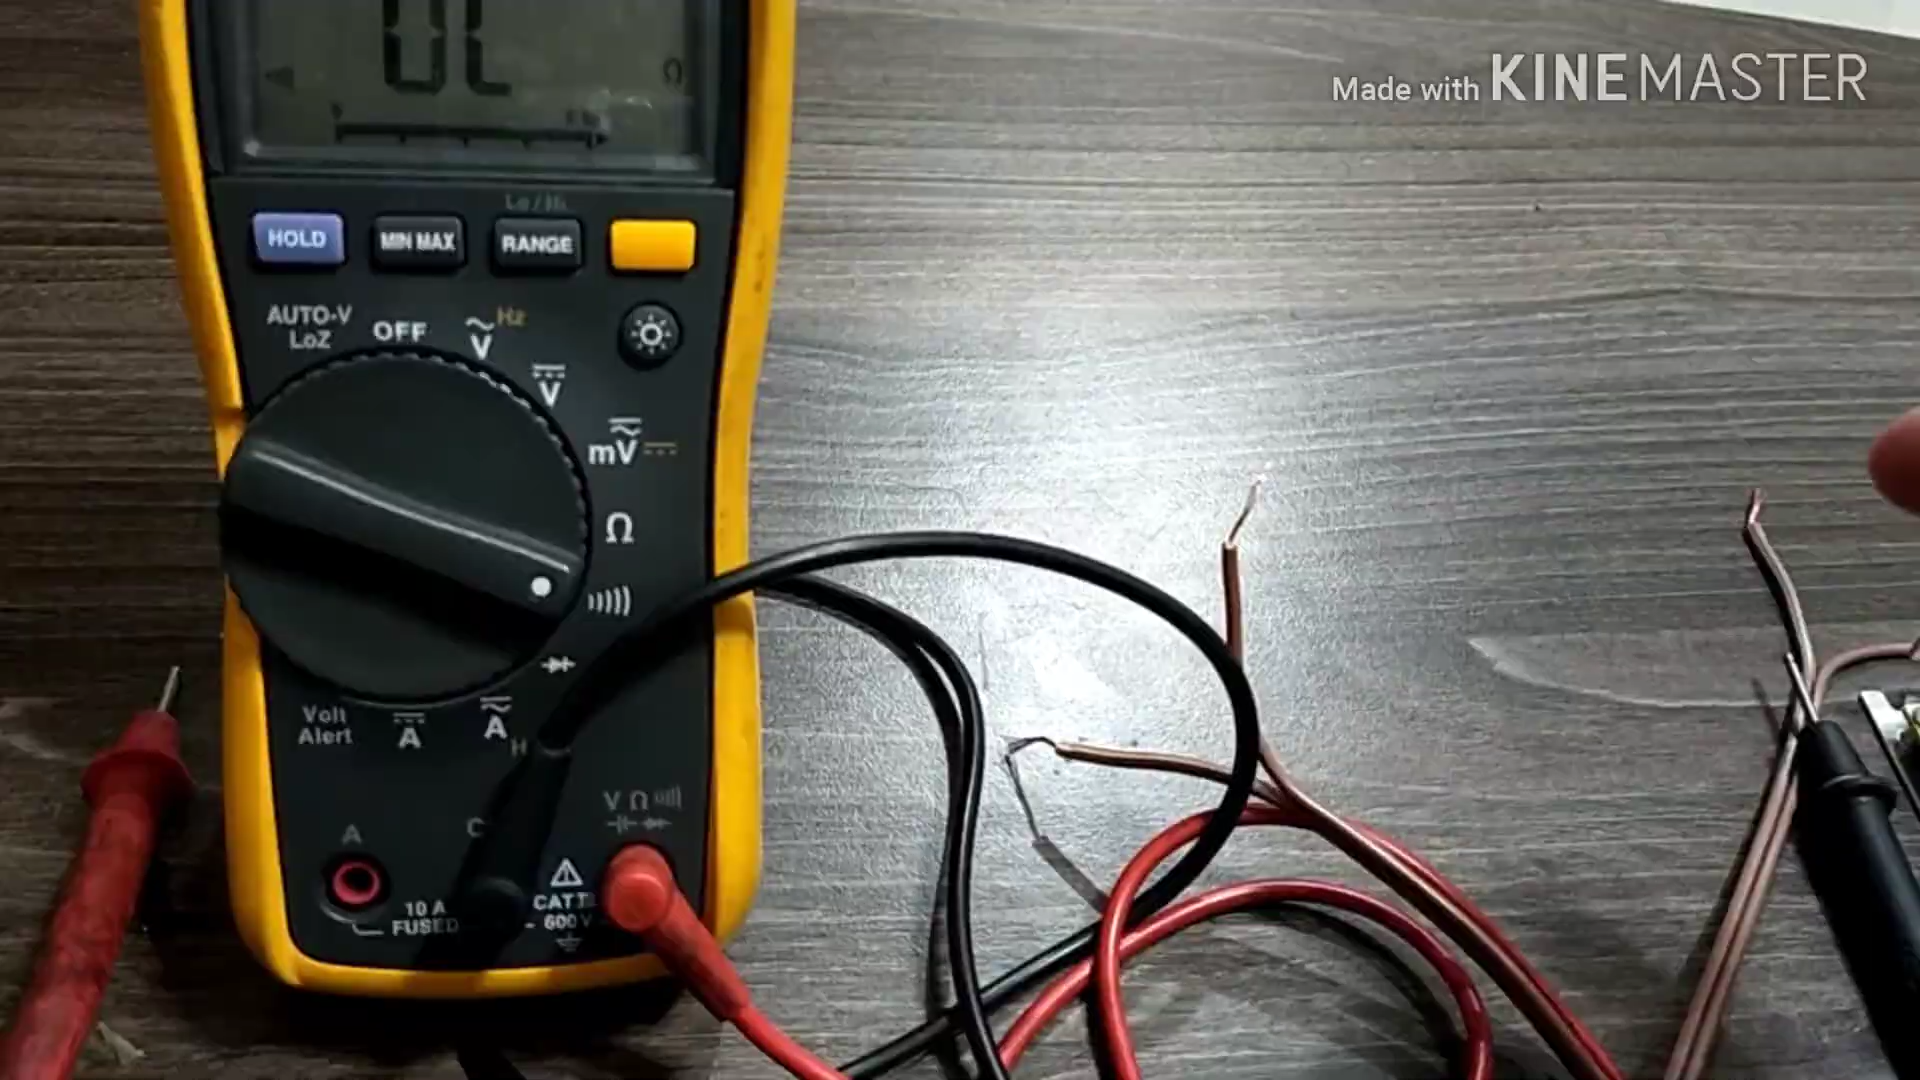 OL
Ω
Made with KINEMASTER
Lo/Hi
HOLD
MIN MAX
RANGE
AUTO-V
LoZ
OFF
V Hz
V
mV
Ω
Volt
Alert
A
A
V Ω
A
10 A
FUSED
CAT
600 V